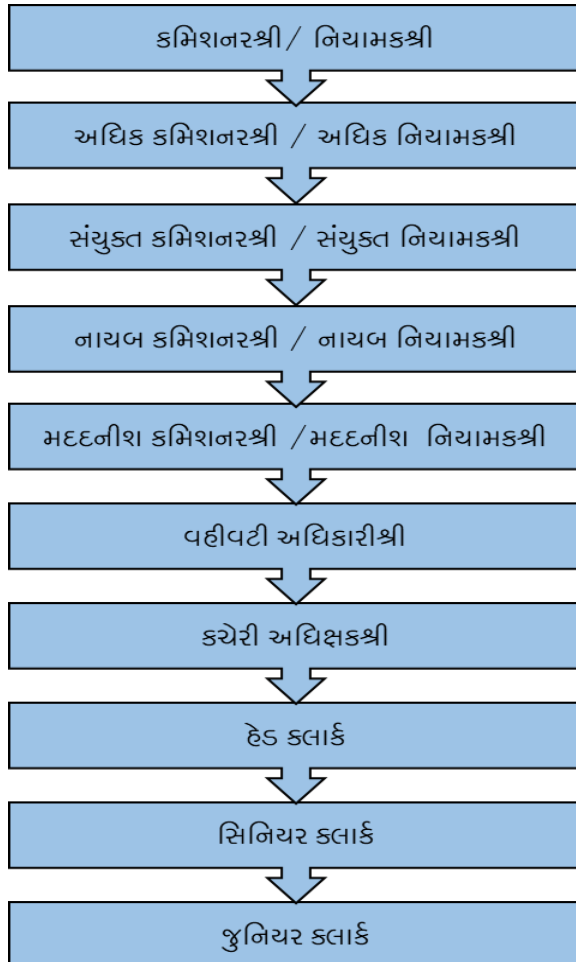 કમિશનરશ્રી / નિયામકશ્રી
અધિક કમિશનરશ્રી / અધિક નિયામકશ્રી
સંયુક્ત કમિશનરશ્રી / સંયુક્ત નિયામકશ્રી
નાયબ કમિશનરશ્રી / નાયબ નિયામકશ્રી
મદદનીશ કમિશનરશ્રી /મદદનીશ નિયામકશ્રી
વહીવટી અધિકારીશ્રી
કચેરી અધિક્ષકશ્રી
હેડ ક્લાર્ક
સિનિયર ક્લાર્ક
જુનિયર ક્લાર્ક